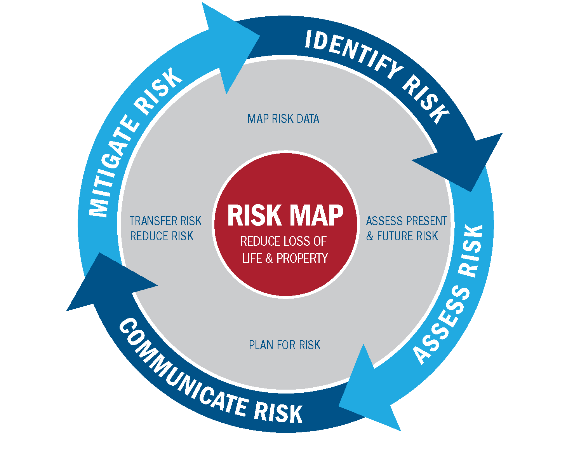 IDENTIFY RISK
MAP RISK DATA
MITIGATE RISK
TRANSFER RISK
REDUCE RISK
RISK MAP
REDUCE LOSS OF
LIFE & PROPERTY
ASSESS PRESENT
& FUTURE RISK
ASSESS RISK
PLAN FOR RISK
COMMUNICATE RISK